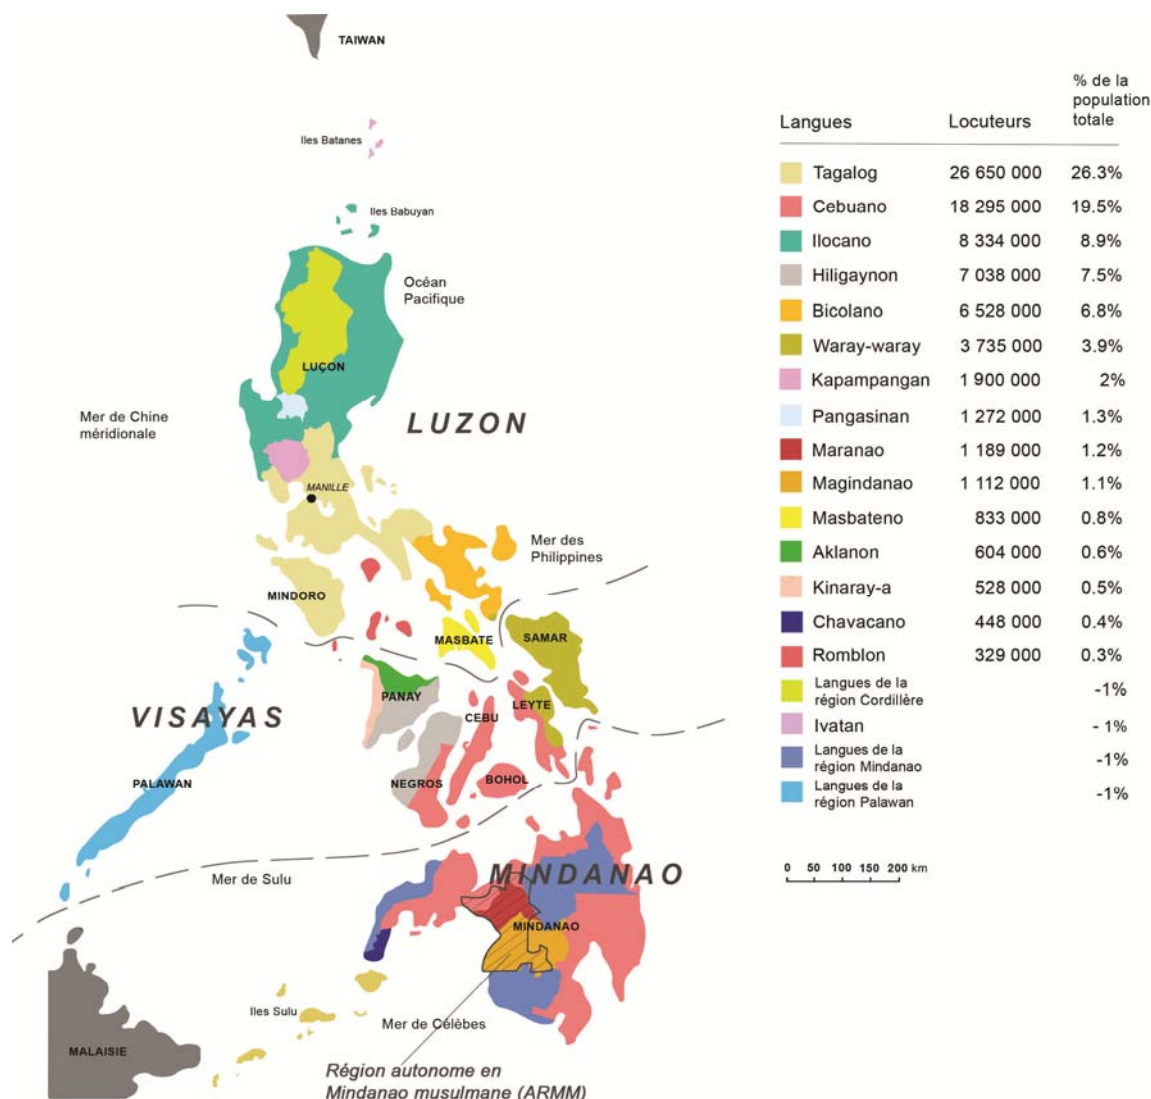 TAIWAN
Iles Batanes
Iles Babuyan
Océan
Pacifique
LUÇON
Mer de Chine
méridionale
LUZON
MANILLE
Mer des
Philippines
MINDORO
MASBATE
SAMAR
PANAY
CEBU
LEYTE
VISAYAS
PALAWAN
NEGROS
BOHOL
Mer de Sulu
MINDANAO
MINDANAO
Iles Sulu
Mer de Célèbes
MALAISIE
Région autonome en
Mindanao musulmane (ARMM)
% de la
population
totale
Langues Locuteurs
Tagalog 26 650 000 26.3%
Cebuano 18 295 000 19.5%
Ilocano 8 334 000 8.9%
Hiligaynon 7 038 000 7.5%
Bicolano 6 528 000 6.8%
Waray-waray 3 735 000 3.9%
Kapampangan 1 900 000 2%
Pangasinan 1 272 000 1.3%
Maranao 1 189 000 1.2%
Magindanao 1 112 000 1.1%
Masbateno 833 000 0.8%
Aklanon 604 000 0.6%
Kinaray-a 528 000 0.5%
Chavacano 448 000 0.4%
Romblon 329 000 0.3%
Langues de la
région Cordillère -1%
Ivatan - 1%
Langues de la
région Mindanao -1%
Langues de la
région Palawan -1%
0 50 100 150 200 km